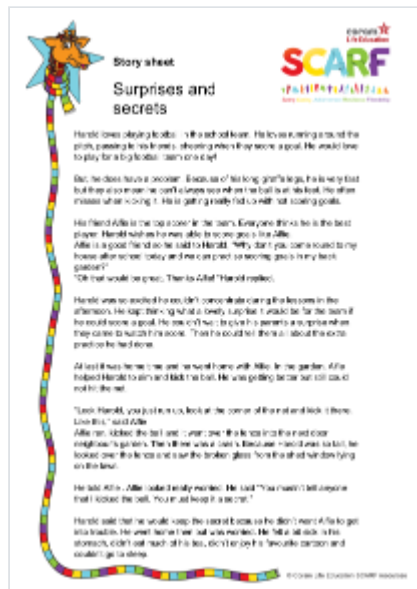 coram
Life Education
SCARF
Story sheet
Surprises and
secrets
Harold loves playing football in the school team. He loves running around the
pitch, passing to his friends, cheering when they score a goal. He would love
to play for a big football team one day!
But, he does have a problem. Because of his long giraffe legs, he is very fast
but they also mean he can't always see when the ball is at his feet. He often
misses when kicking it. He is getting really fed up with not scoring goals.
His friend Alfie is the top scorer in the team. Everyone thinks he is the best
player. Harold wishes he was able to score goals like Alfie.
Alfie is a good friend so he said to Harold, "Why don't you come round to my
house after school today and we can practise scoring goals in my back
garden?"
"Oh that would be great. Thanks Alfie!" Harold replied.
Harold was so excited he couldn't concentrate during the lessons in the
afternoon. He kept thinking what a lovely surprise it would be for the team if
he could score a goal. He couldn't wait to give his parents a surprise when
they came to watch him score. Then he could tell them all about the extra
practice he had done.
At last it was home time and he went home with Alfie. In the garden, Alfie
helped Harold to aim and kick the ball. He was getting better but still could
not hit the net.
"Look Harold, you just run up, look at the corner of the net and kick it there.
Like this," said Alfie.
Alfie ran, kicked the ball and it went over the fence into the next door
neighbour's garden. Then there was a crash. Because Harold was so tall, he
looked over the fence and saw the broken glass from the shed window lying
on the lawn.
He told Alfie. Alfie looked really worried. He said "You mustn't tell anyone
that I kicked the ball. You must keep it a secret."
Harold said that he would keep the secret because he didn't want Alfie to get
into trouble. He went home then but was worried. He felt a bit sick in his
stomach, didn't eat much of his tea, didn't enjoy his favourite cartoon and
couldn't go to sleep.
© Coram Life Education SCARF resources